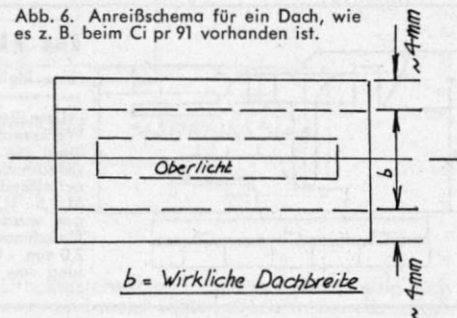 Abb. 6. Anreißschema für ein Dach, wie
es z. B. beim Ci pr 91 vorhanden ist.
~ 4mm
Oberlicht
b
b = Wirkliche Dachbreite
~ 4mm